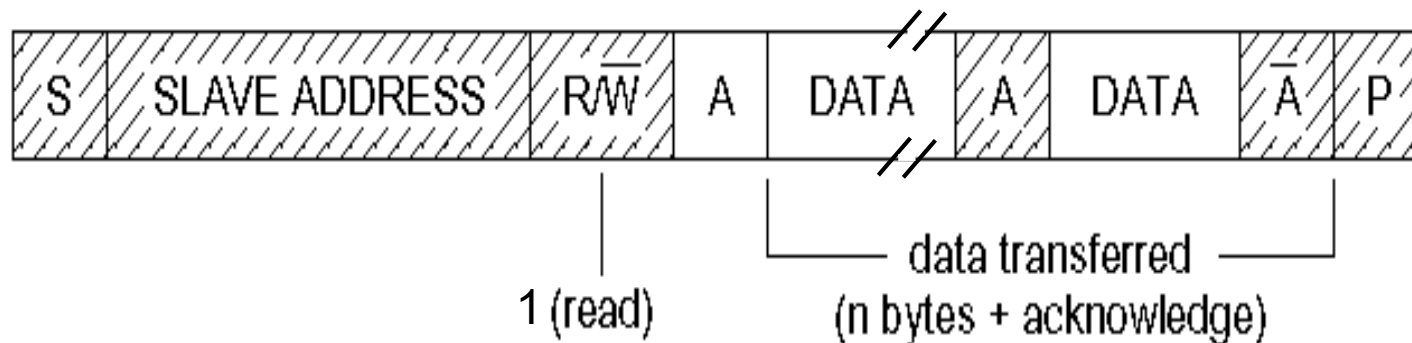 S SLAVE ADDRESS R/W̅ A DATA A DATA A̅ P
data transferred
1 (read) (n bytes + acknowledge)